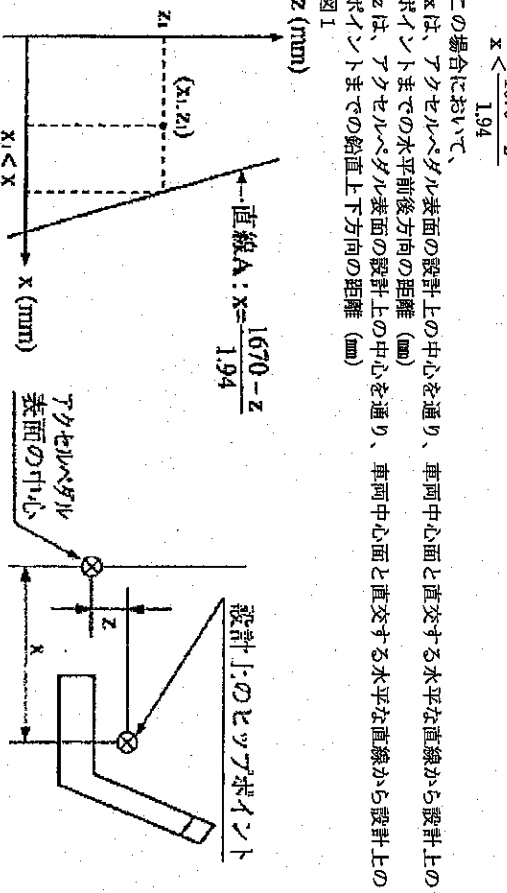 x <
1.94
この場合において、
xは、アクセルペダル表面の設計上の中心を通り、車両中心面と直交する水平な直線から設計上の
ポイントまでの水平前後方向の距離 (mm)
zは、アクセルペダル表面の設計上の中心を通り、車両中心面と直交する水平な直線から設計上の
ポイントまでの鉛直上下方向の距離 (mm)
図1
z (mm)
z₁
(x₁, z₁)
直線A : x= 1670-z
1.94
x₁ < x
x (mm)
設計上のヒップポイント
アクセルペダル
表面の中心
z
x